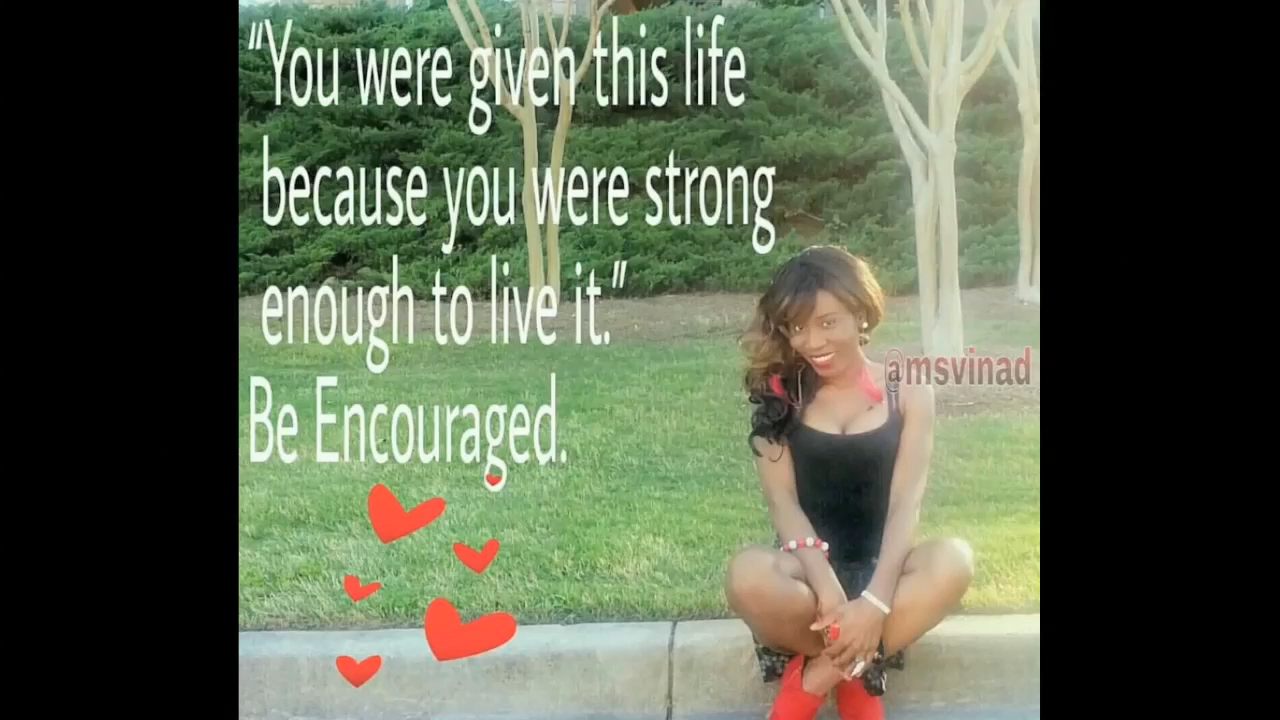 “You were given this life
because you were strong
enough to live it.”
Be Encouraged.
@msvinad